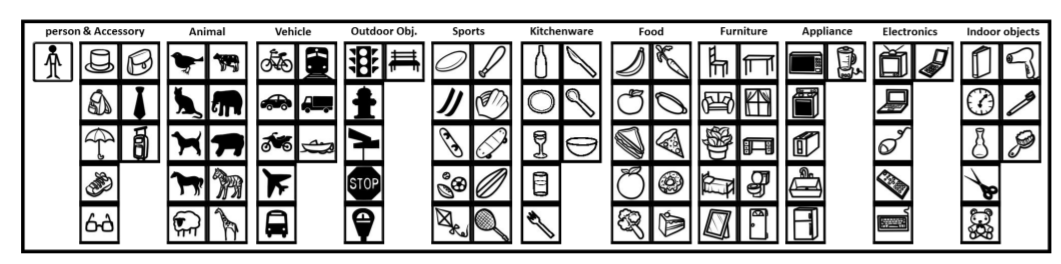 person & Accessory Animal Vehicle Outdoor Obj. Sports Kitchenware Food Furniture Appliance Electronics Indoor objects
STOP